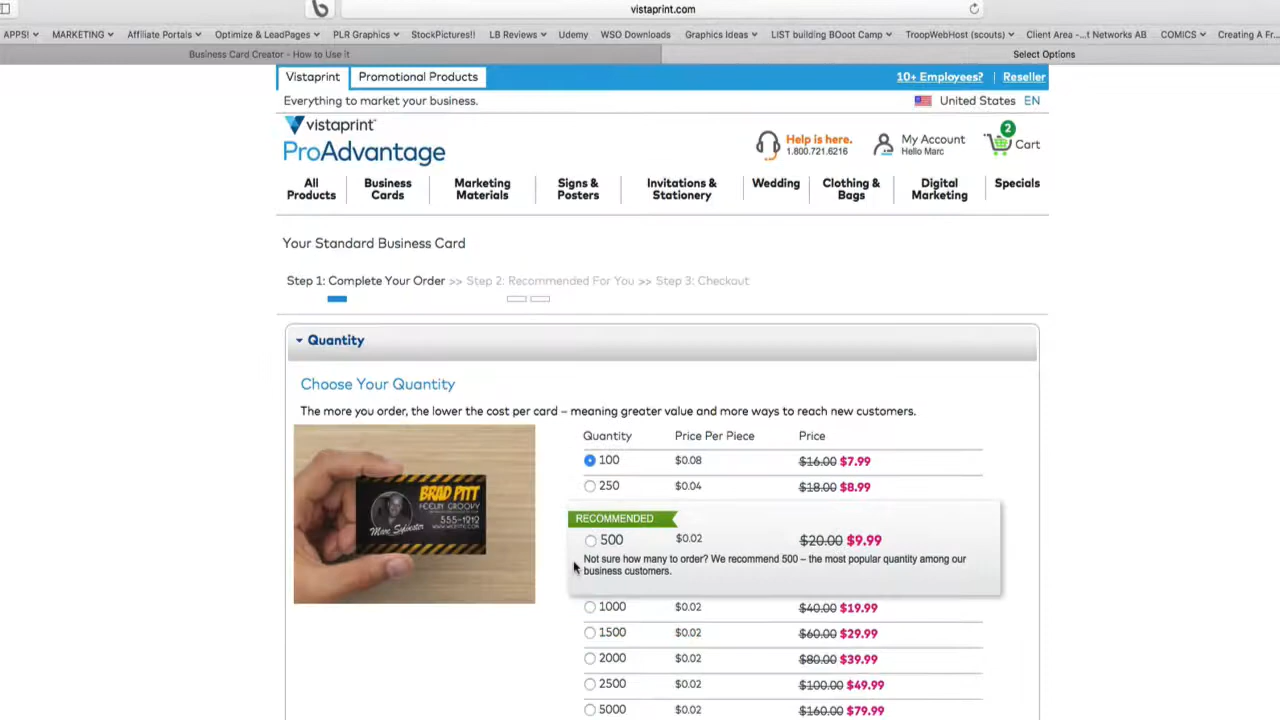 vistaprint.com
APPS! MARKETING Affiliate Portals Optimize & LeadPages PLR Graphics StockPictures!! LB Reviews Udemy WSO Downloads Graphics Ideas LIST building BOoot Camp TroopWebHost (scouts) Client Area -...t Networks AB COMICS Creating A Fr...
Business Card Creator - How to Use it Select Options
Vistaprint Promotional Products 10+ Employees? | Reseller
Everything to market your business. United States EN
vistaprint
ProAdvantage
Help is here.
1.800.721.6216
My Account
Hello Marc
2
Cart
All Products
Business Cards
Marketing Materials
Signs & Posters
Invitations & Stationery
Wedding
Clothing & Bags
Digital Marketing
Specials
Your Standard Business Card
Step 1: Complete Your Order >> Step 2: Recommended For You >> Step 3: Checkout
Quantity
Choose Your Quantity
The more you order, the lower the cost per card – meaning greater value and more ways to reach new customers.
Quantity Price Per Piece Price
100 $0.08 $16.00 $7.99
250 $0.04 $18.00 $8.99
RECOMMENDED
500 $0.02 $20.00 $9.99
Not sure how many to order? We recommend 500 – the most popular quantity among our
business customers.
1000 $0.02 $40.00 $19.99
1500 $0.02 $60.00 $29.99
2000 $0.02 $80.00 $39.99
2500 $0.02 $100.00 $49.99
5000 $0.02 $160.00 $79.99
BRAD PITT
FEELIN' GROOVY
555-1212
Marc Sylvester